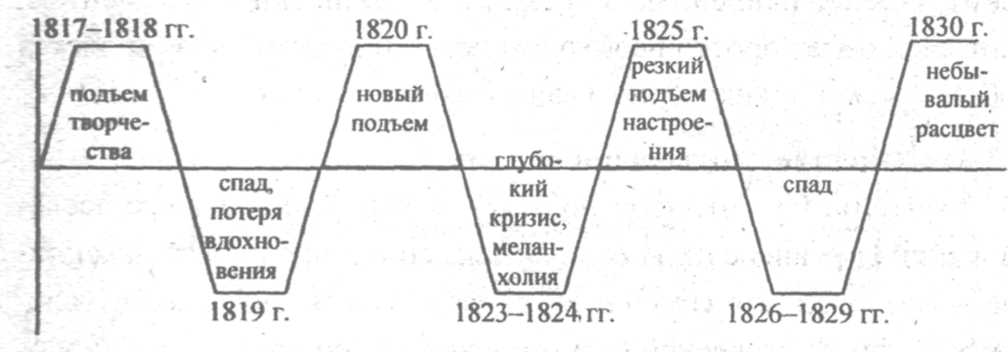 1817–1818 гг.
подъем
творче-
ства
спад,
потеря
вдохно-
вения
1819 г.
1820 г.
новый
подъем
глубо-
кий
кризис,
мелан-
холия
1823–1824 гг.
1825 г.
резкий
подъем
настрое-
ния
спад
1826–1829 гг.
1830 г.
небы-
валый
расцвет